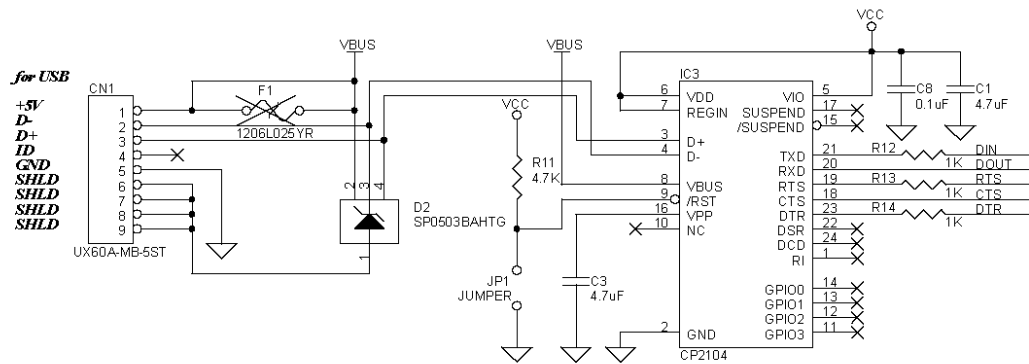 VCC
VBUS
VBUS
for USB
CN1
F1
IC3
+5V
D-
D+
ID
GND
SHLD
SHLD
SHLD
SHLD
1
2
3
4
5
6
7
8
9
UX60A-MB-5ST
1206L025YR
2 3 4
D2
SP0503BAHTG
1
VCC
R11
4.7K
JP1
JUMPER
C3
4.7uF
6 VDD
7 REGIN
3 D+
4 D-
8 VBUS
9 /RST
16 VPP
10 NC
2 GND
VIO 5
SUSPEND 17
/SUSPEND 15
TXD 21
RXD 20
RTS 19
CTS 18
DTR 23
DSR 22
DCD 24
RI 1
GPIO0 14
GPIO1 13
GPIO2 12
GPIO3 11
CP2104
C8
0.1uF
C1
4.7uF
R12 1K DIN
DOUT
R13 1K RTS
CTS
R14 1K DTR